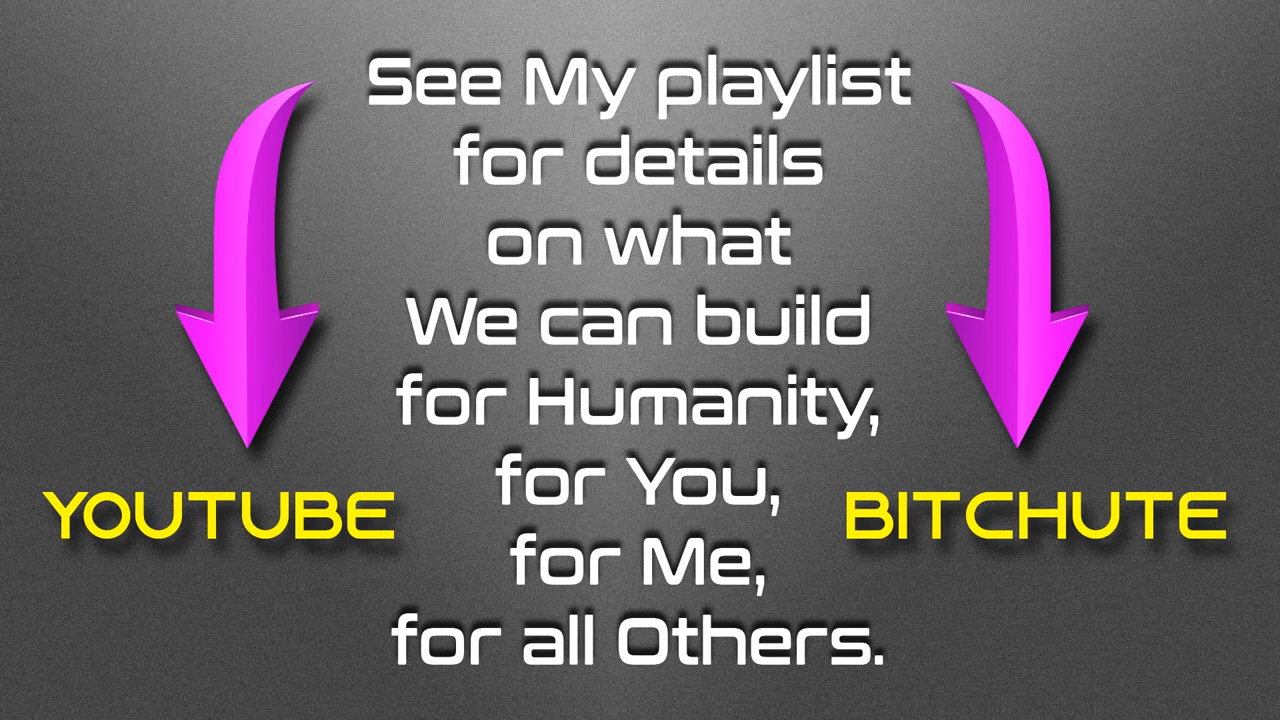 See My playlist
for details
on what
We can build
for Humanity,
for You,
for Me,
for all Others.
YOUTUBE
BITCHUTE